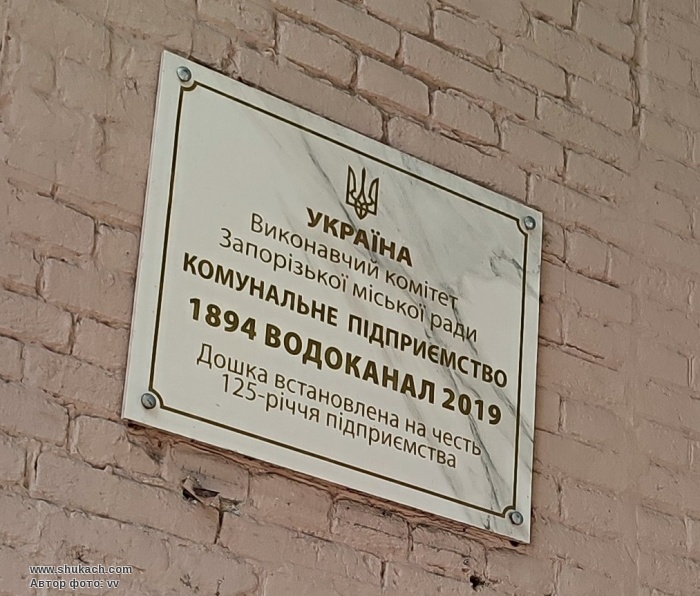 УКРАЇНА
Виконавчий комітет
Запорізької міської ради
КОМУНАЛЬНЕ ПІДПРИЄМСТВО
1894 ВОДОКАНАЛ 2019
Дошка встановлена на честь
125-річчя підприємства
www.shukach.com
Автор фото: vv